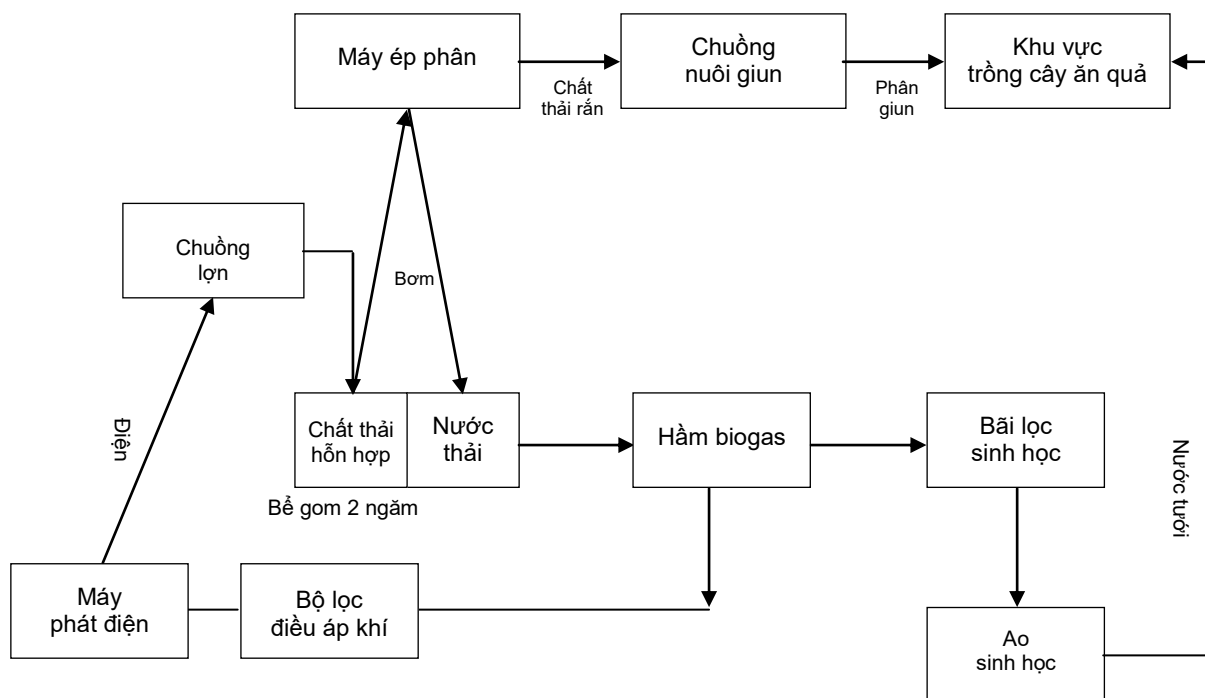 Máy ép phân
Chuồng
nuôi giun
Khu vực
trồng cây ăn quả
Chất
thải rắn
Phân
giun
Chuồng
lợn
Bơm
Điện
Chất thải
hỗn hợp
Nước
thải
Hầm biogas
Bãi lọc
sinh học
Nước tưới
Bể gom 2 ngăm
Máy
phát điện
Bộ lọc
điều áp khí
Ao
sinh học